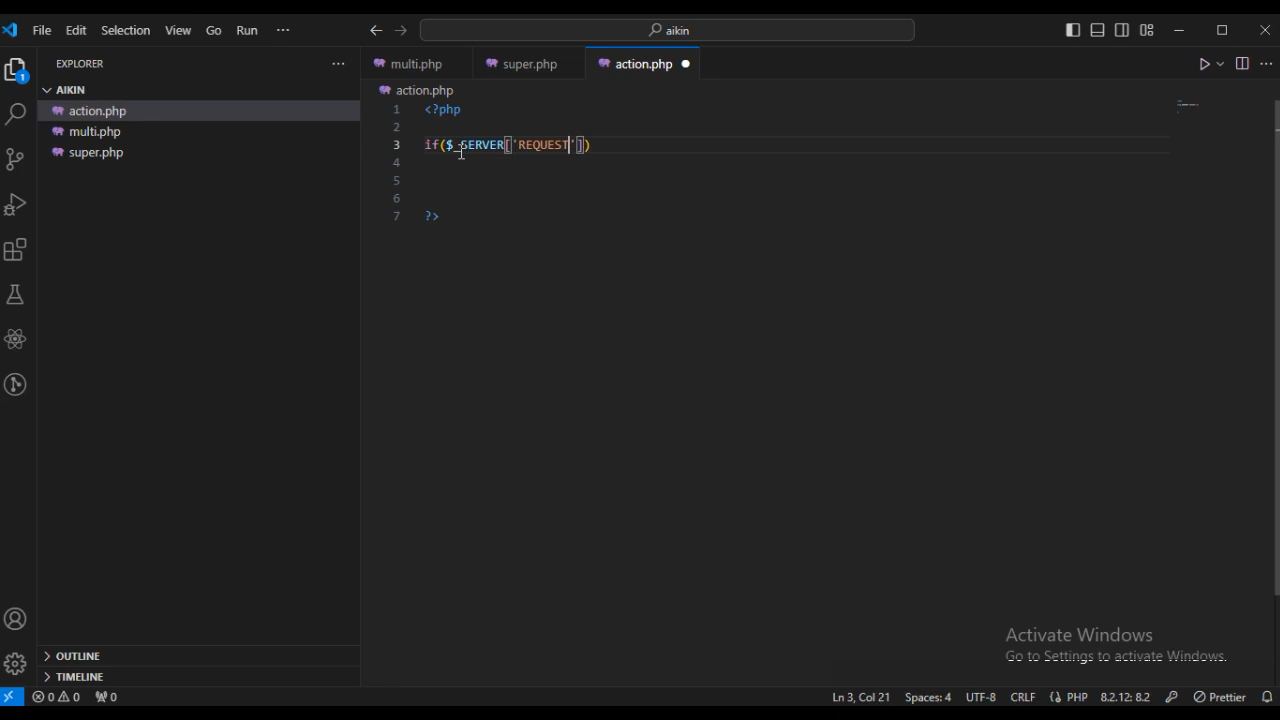 File Edit Selection View Go Run ···
aikin
EXPLORER ···
multi.php super.php action.php
AIKIN
action.php
multi.php
super.php
1
action.php
1 <?php
2
3 if($_SERVER['REQUEST'])
4
5
6
7 ?>
Activate Windows
Go to Settings to activate Windows.
OUTLINE
TIMELINE
0 0 0 Ln 3, Col 21 Spaces: 4 UTF-8 CRLF {} PHP 8.2.12: 8.2 Prettier